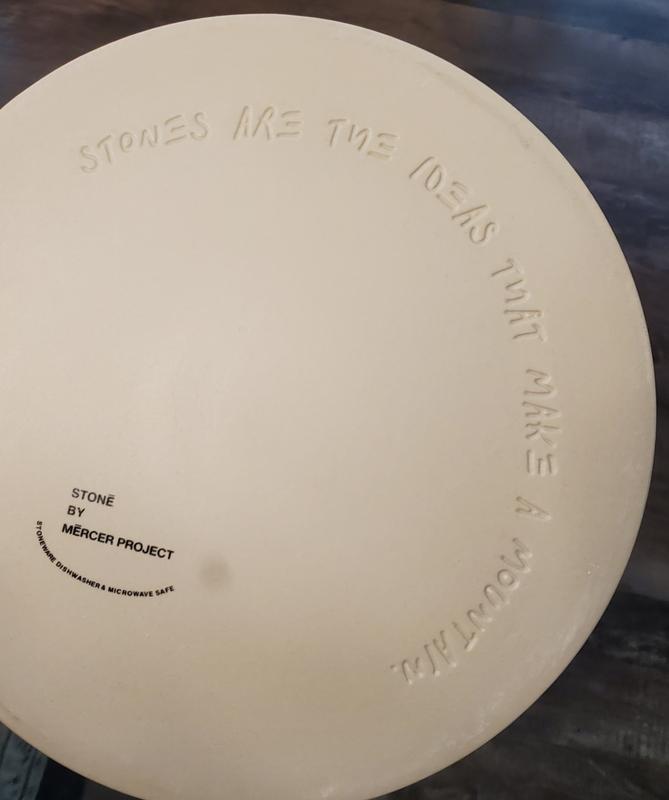 STONES ARE THE IDEAS THAT MAKE A MOUNTAIN.
STONĒ
BY
MĒRCER PROJECT
STONEWARE DISHWASHER & MICROWAVE SAFE